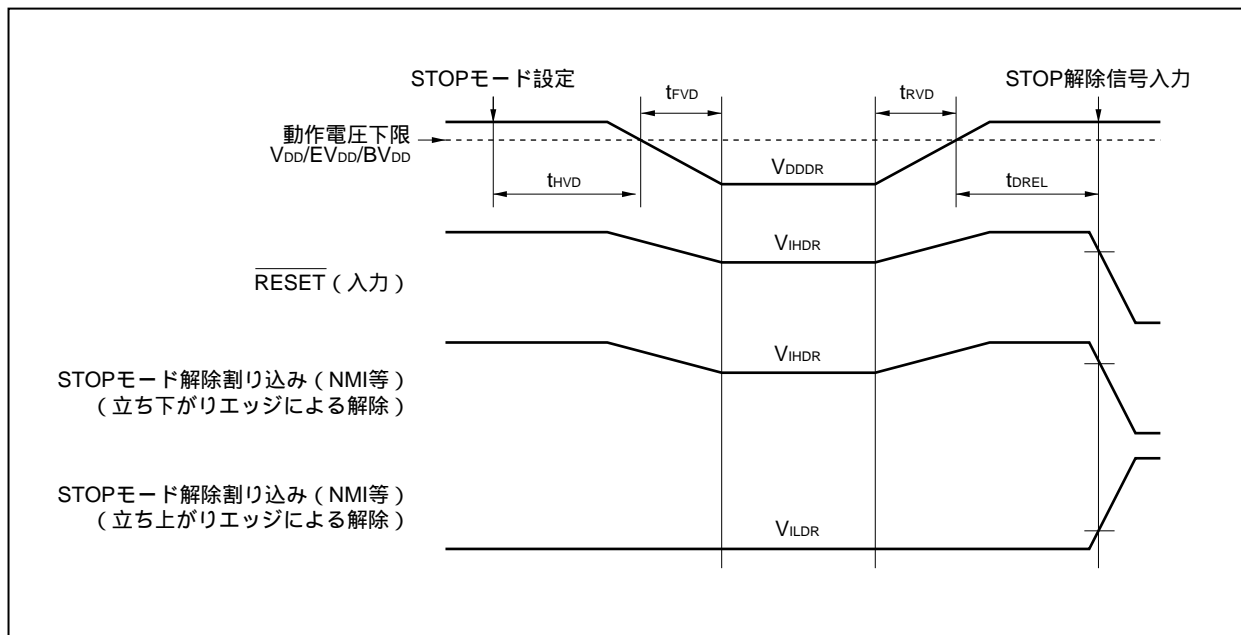 STOPモード設定
STOP解除信号入力
tFVD
tRVD
動作電圧下限
VDD/EVDD/BVDD
VDDDR
tHVD
tDREL
VIHDR
RESET（入力）
VIHDR
STOPモード解除割り込み（NMI等）
（立ち下がりエッジによる解除）
STOPモード解除割り込み（NMI等）
（立ち上がりエッジによる解除）
VILDR